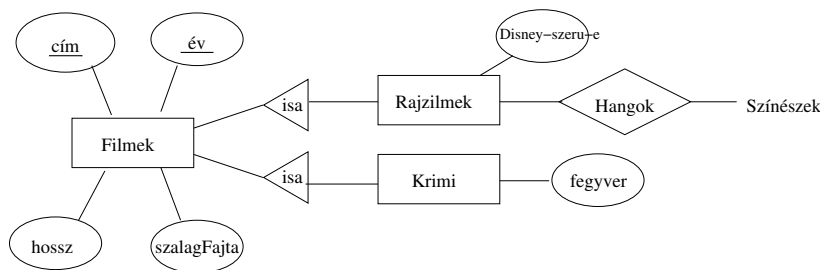 cím
év
Disney-szeru-e
isa
Rajzilmek
Hangok
Színészek
Filmek
isa
Krimi
fegyver
hossz
szalagFajta